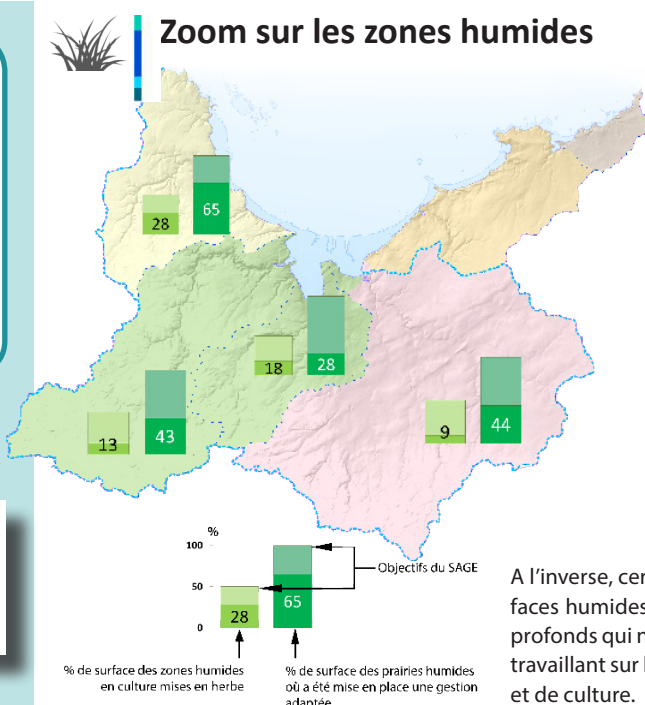 Zoom sur les zones humides
28
65
18
28
13
43
9
44
%
100
50
0
28
65
Objectifs du SAGE
% de surface des zones humides
en culture mises en herbe
% de surface des prairies humides
où a été mise en place une gestion
adaptée
A l'inverse, cer
faces humides
profonds qui n
travaillant sur l
et de culture.